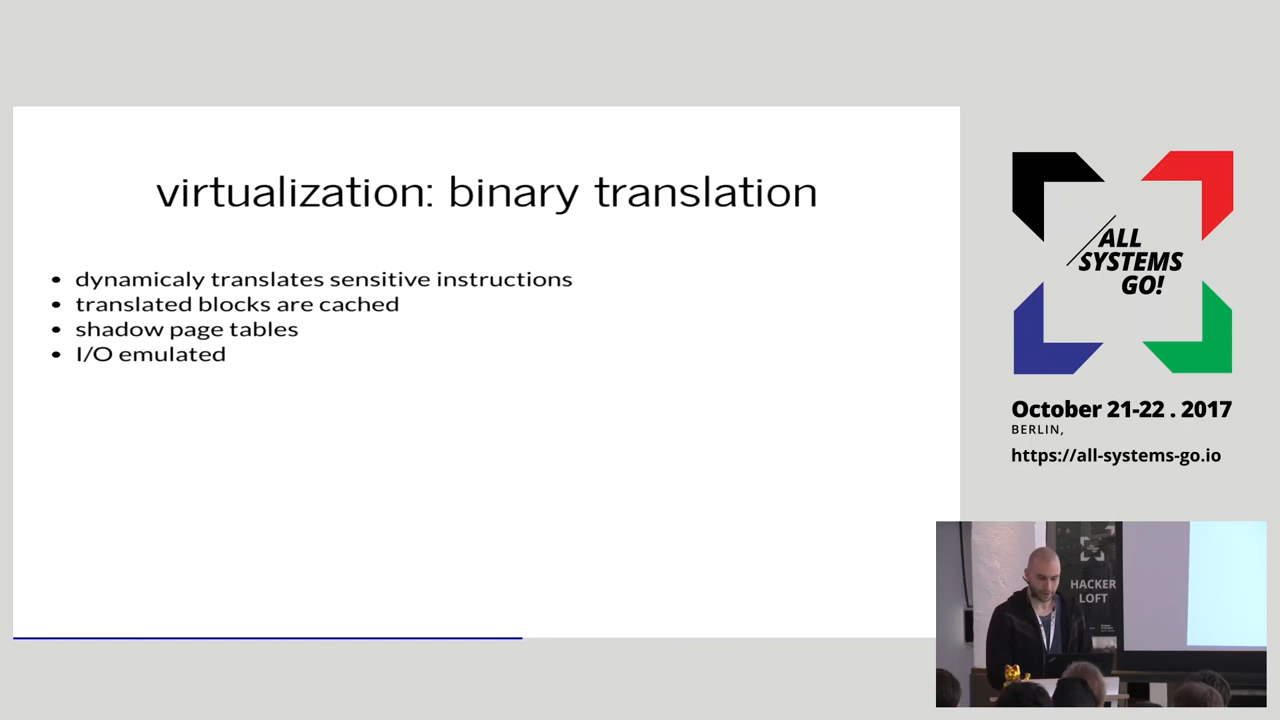 virtualization: binary translation
• dynamicaly translates sensitive instructions
• translated blocks are cached
• shadow page tables
• I/O emulated
ALL
SYSTEMS
GO!
October 21-22 . 2017
BERLIN,
https://all-systems-go.io
HACKER
LOFT